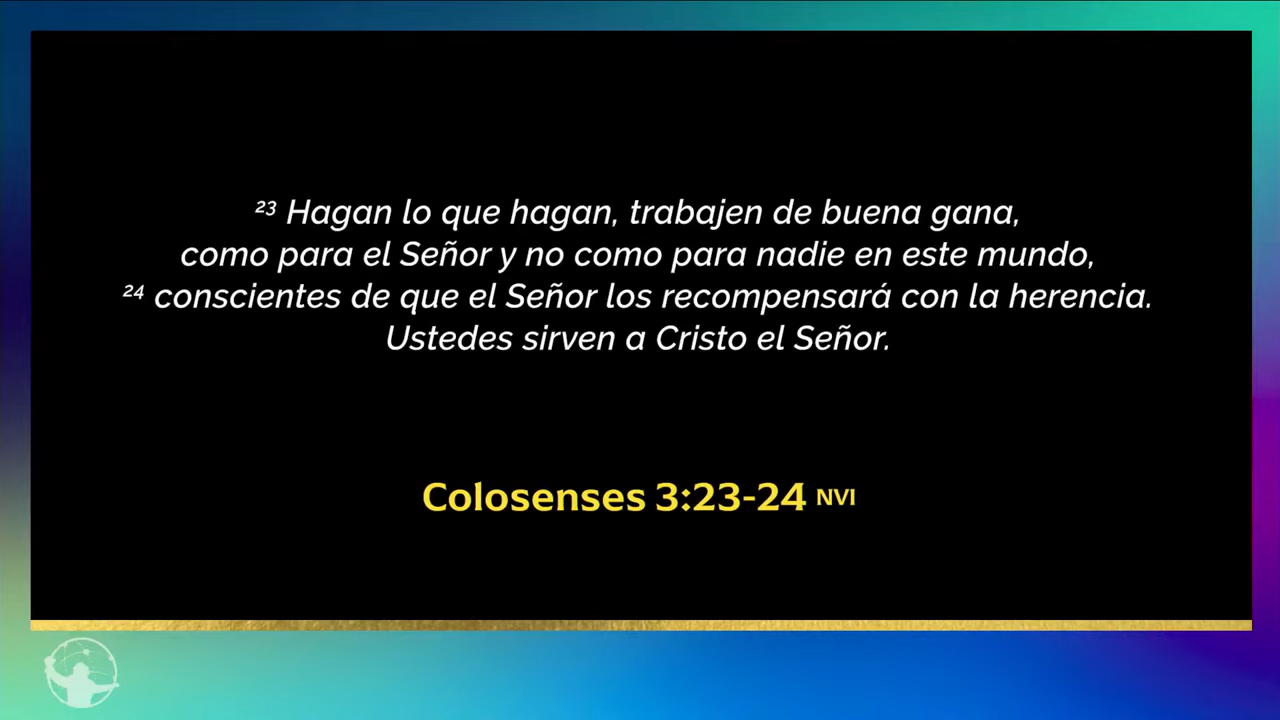 ²³ Hagan lo que hagan, trabajen de buena gana,
como para el Señor y no como para nadie en este mundo,
²⁴ conscientes de que el Señor los recompensará con la herencia.
Ustedes sirven a Cristo el Señor.
Colosenses 3:23-24 NVI